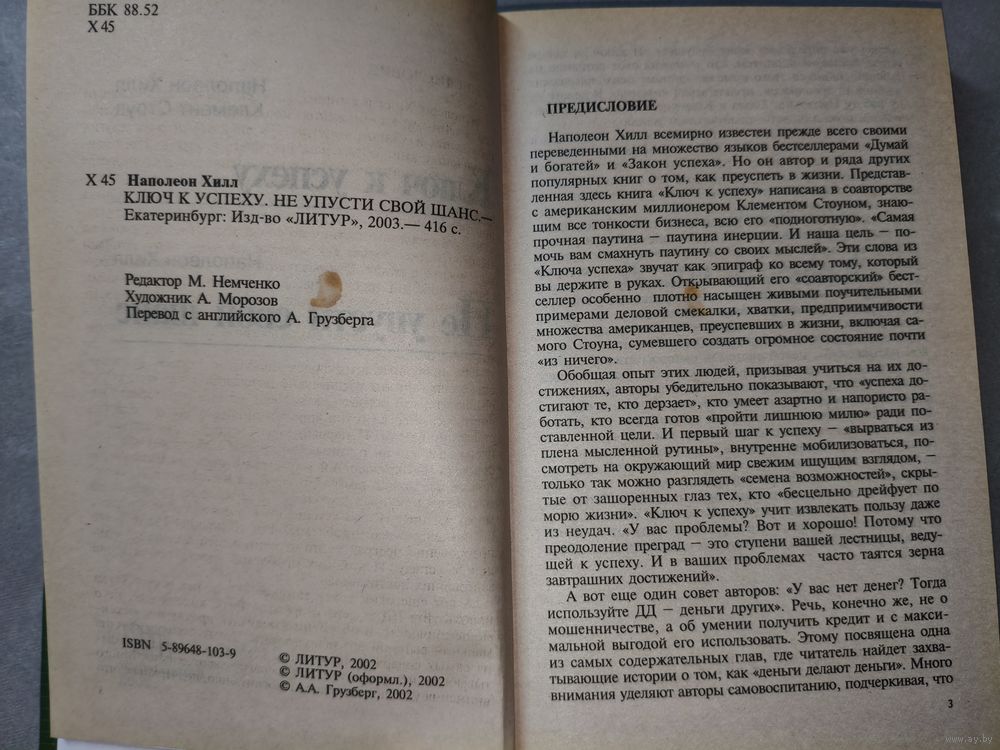 ББК 88.52
Х 45
Х 45 Наполеон Хилл
КЛЮЧ К УСПЕХУ. НЕ УПУСТИ СВОЙ ШАНС.—
Екатеринбург: Изд-во «ЛИТУР», 2003.— 416 с.
Редактор М. Немченко
Художник А. Морозов
Перевод с английского А. Грузберга
ISBN 5-89648-103-9
© ЛИТУР, 2002
© ЛИТУР (оформл.), 2002
© А.А. Грузберг, 2002
ПРЕДИСЛОВИЕ
Наполеон Хилл всемирно известен прежде всего своими
переведенными на множество языков бестселлерами «Думай
и богатей» и «Закон успеха». Но он автор и ряда других
популярных книг о том, как преуспеть в жизни. Представ-
ленная здесь книга «Ключ к успеху» написана в соавторстве
с американским миллионером Клементом Стоуном, знаю-
щим все тонкости бизнеса, всю его «подноготную». «Самая
прочная паутина – паутина инерции. И наша цель – по-
мочь вам смахнуть паутину со своих мыслей». Эти слова из
«Ключа успеха» звучат как эпиграф ко всему тому, который
вы держите в руках. Открывающий его «соавторский» бест-
селлер особенно плотно насыщен живыми поучительными
примерами деловой смекалки, хватки, предприимчивости
множества американцев, преуспевших в жизни, включая са-
мого Стоуна, сумевшего создать огромное состояние почти
«из ничего».
Обобщая опыт этих людей, призывая учиться на их до-
стижениях, авторы убедительно показывают, что «успеха до-
стигают те, кто дерзает», кто умеет азартно и напористо ра-
ботать, кто всегда готов «пройти лишнюю милю» ради по-
ставленной цели. И первый шаг к успеху – «вырваться из
плена мысленной рутины», внутренне мобилизоваться, по-
смотреть на окружающий мир свежим ищущим взглядом, –
только так можно разглядеть «семена возможностей», скры-
тые от зашоренных глаз тех, кто «бесцельно дрейфует по
морю жизни». «Ключ к успеху» учит извлекать пользу даже
из неудач. «У вас проблемы? Вот и хорошо! Потому что
преодоление преград – это ступени вашей лестницы, веду-
щей к успеху. И в ваших проблемах часто таятся зерна
завтрашних достижений».
А вот еще один совет авторов: «У вас нет денег? Тогда
используйте ДД – деньги других». Речь, конечно же, не о
мошенничестве, а об умении получить кредит и с макси-
мальной выгодой его использовать. Этому посвящена одна
из самых содержательных глав, где читатель найдет захва-
тывающие истории о том, как «деньги делают деньги». Много
внимания уделяют авторы самовоспитанию, подчеркивая, что
3
www.ay.by